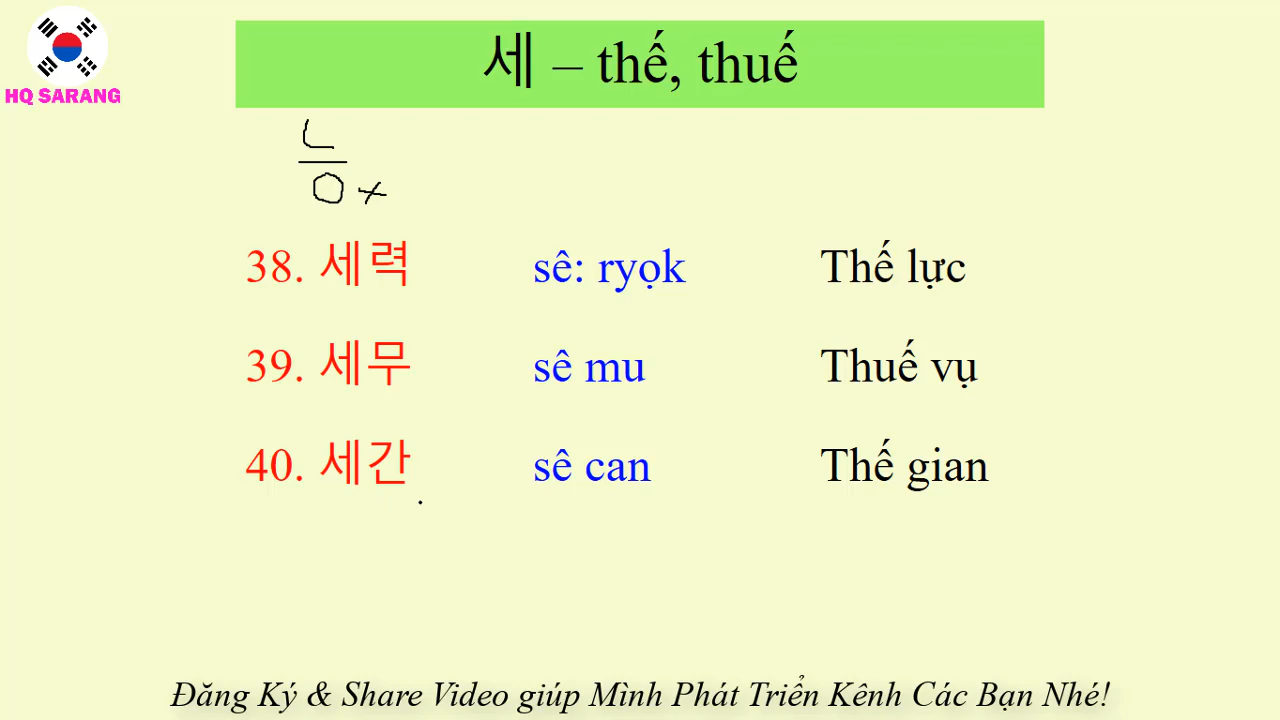 HQ SARANG
세 – thế, thuế
ㄴ
ㅇ
38. 세력 sê: ryọk Thế lực
39. 세무 sê mu Thuế vụ
40. 세간 sê can Thế gian
Đăng Ký & Share Video giúp Mình Phát Triển Kênh Các Bạn Nhé!